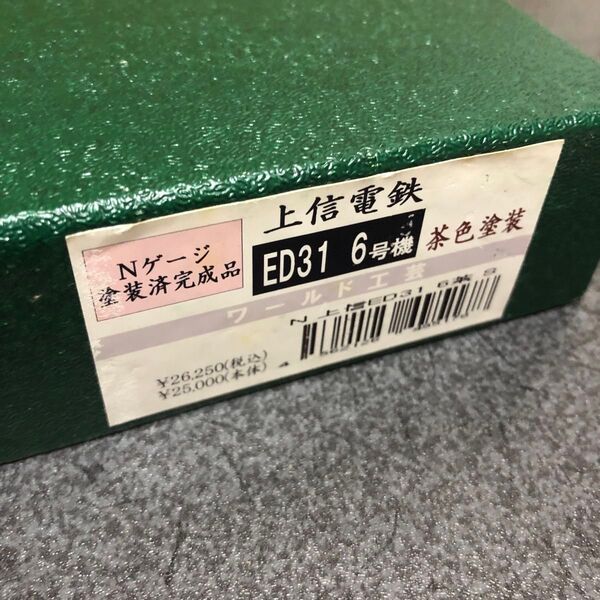 上信電鉄
Nゲージ
塗装済完成品
ED31 6号機
茶色塗装
ワールド工芸
N 上信ED31 6茶 S
¥26,250(税込)
¥25,000(本体)